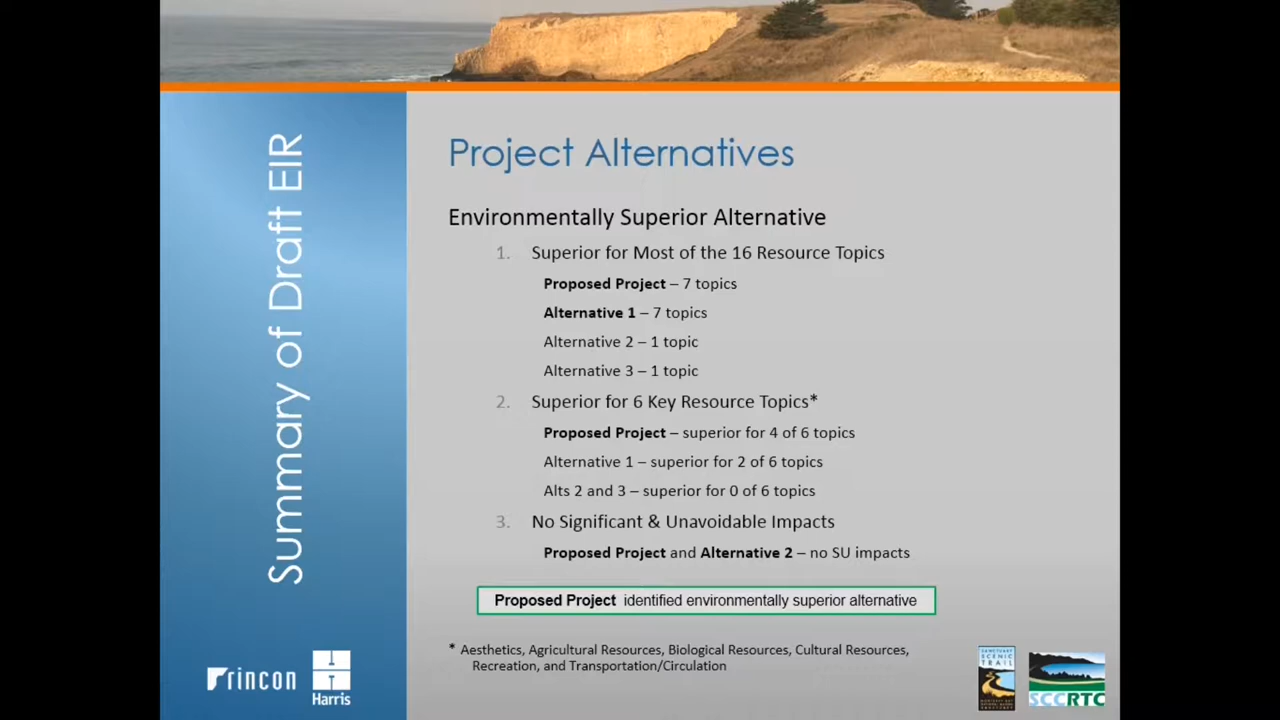 Summary of Draft EIR
Project Alternatives
Environmentally Superior Alternative
1. Superior for Most of the 16 Resource Topics
Proposed Project – 7 topics
Alternative 1 – 7 topics
Alternative 2 – 1 topic
Alternative 3 – 1 topic
2. Superior for 6 Key Resource Topics*
Proposed Project – superior for 4 of 6 topics
Alternative 1 – superior for 2 of 6 topics
Alts 2 and 3 – superior for 0 of 6 topics
3. No Significant & Unavoidable Impacts
Proposed Project and Alternative 2 – no SU impacts
Proposed Project identified environmentally superior alternative
* Aesthetics, Agricultural Resources, Biological Resources, Cultural Resources,
Recreation, and Transportation/Circulation
rincon
Harris
SANCTUARY
SCENIC
TRAIL
SCCRTC